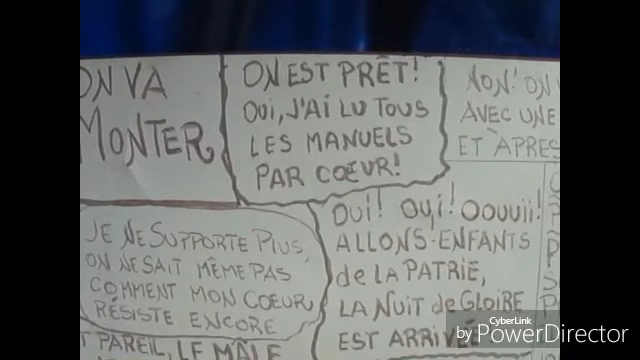 ON VA
MONTER
ON EST PRÊT!
OUI, J'AI LU TOUS
LES MANUELS
PAR COEUR!
NON! ON
AVEC UNE
ET APRES
JE NE SUPPORTE PLUS,
ON NE SAIT MÊME PAS
COMMENT MON COEUR
RÉSISTE ENCORE
T PAREIL, LE MÂLE
OUI! OUI! OOUUII!
ALLONS-ENFANTS
de LA PATRIE,
LA NUIT de GLOIRE
EST ARRIVÉ
CyberLink
by PowerDirector